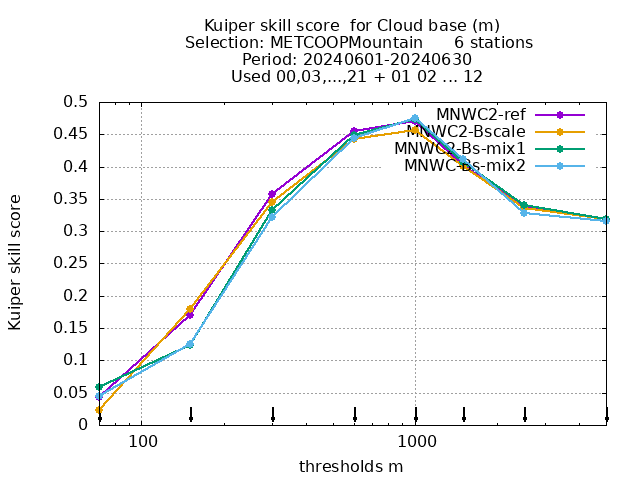 Kuiper skill score  for Cloud base (m)
Selection: METCOOPMountain      6 stations
Period: 20240601-20240630
Used 00,03,...,21 + 01 02 ... 12
0.5
0.45
0.4
0.35
0.3
0.25
0.2
0.15
0.1
0.05
0
Kuiper skill score
MNWC2-ref
MNWC2-Bscale
MNWC2-Bs-mix1
MNWC-Bs-mix2
100
1000
thresholds m